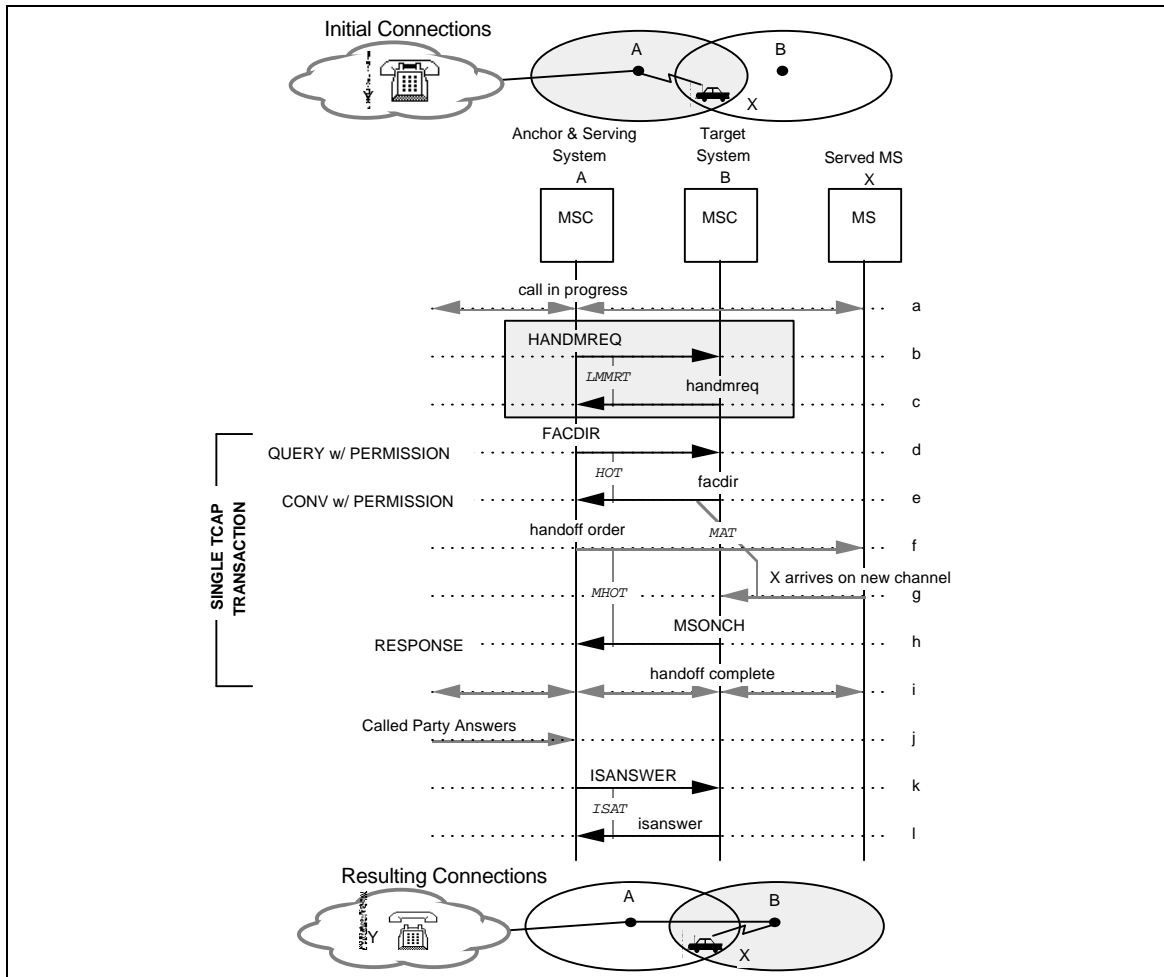 Initial Connections
Y
A
B
X
Anchor & Serving
System
A
Target
System
B
Served MS
X
MSC
MSC
MS
call in progress
a
HANDMREQ
b
LMMRT
handmreq
c
SINGLE TCAP
TRANSACTION
FACDIR
QUERY w/ PERMISSION
d
HOT
facdir
CONV w/ PERMISSION
e
handoff order
MAT
f
X arrives on new channel
MHOT
g
MSONCH
RESPONSE
h
handoff complete
i
Called Party Answers
j
ISANSWER
k
ISAT
isanswer
l
Resulting Connections
Y
A
B
X